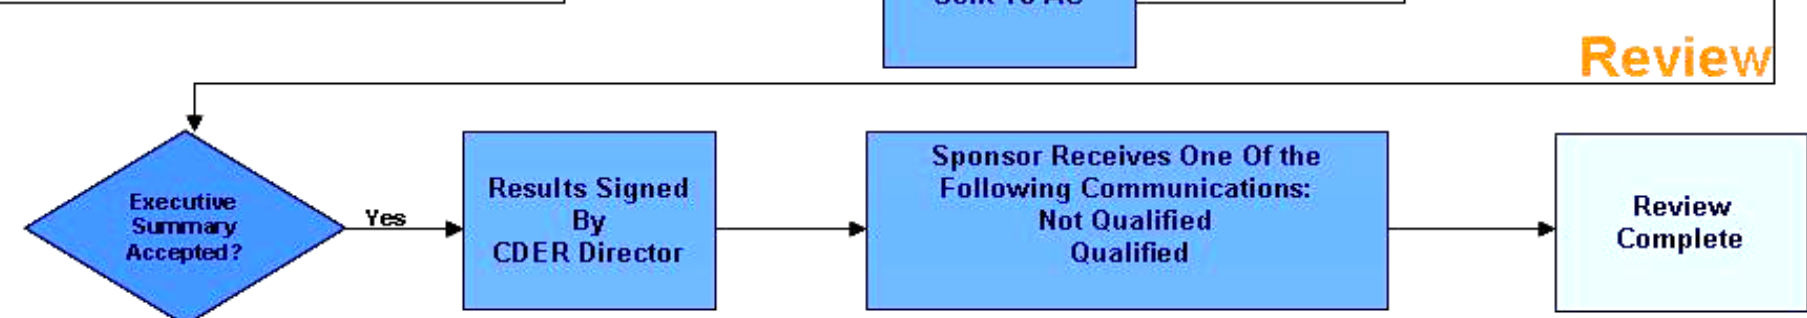 Review
Executive
Summary
Accepted?
Yes
Results Signed
By
CDER Director
Sponsor Receives One Of the
Following Communications:
Not Qualified
Qualified
Review
Complete